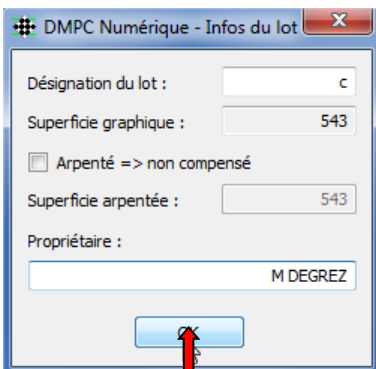 DMPC Numérique - Infos du lot
Désignation du lot : c
Superficie graphique : 543
Arpenté => non compensé
Superficie arpentée : 543
Propriétaire :
M DEGREZ